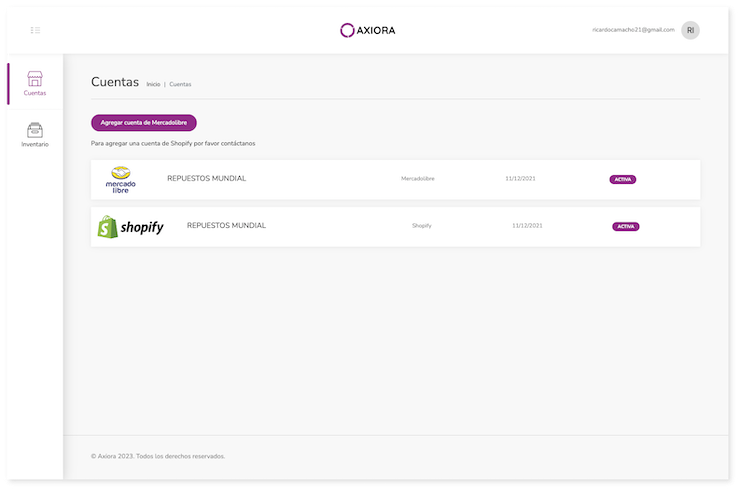 AXIORA
ricardocamacho21@gmail.com RI
Cuentas
Inventario
Cuentas Inicio | Cuentas
Agregar cuenta de Mercadolibre
Para agregar una cuenta de Shopify por favor contáctanos
mercado
libre
REPUESTOS MUNDIAL Mercadolibre 11/12/2021 ACTIVA
shopify REPUESTOS MUNDIAL Shopify 11/12/2021 ACTIVA
© Axiora 2023. Todos los derechos reservados.